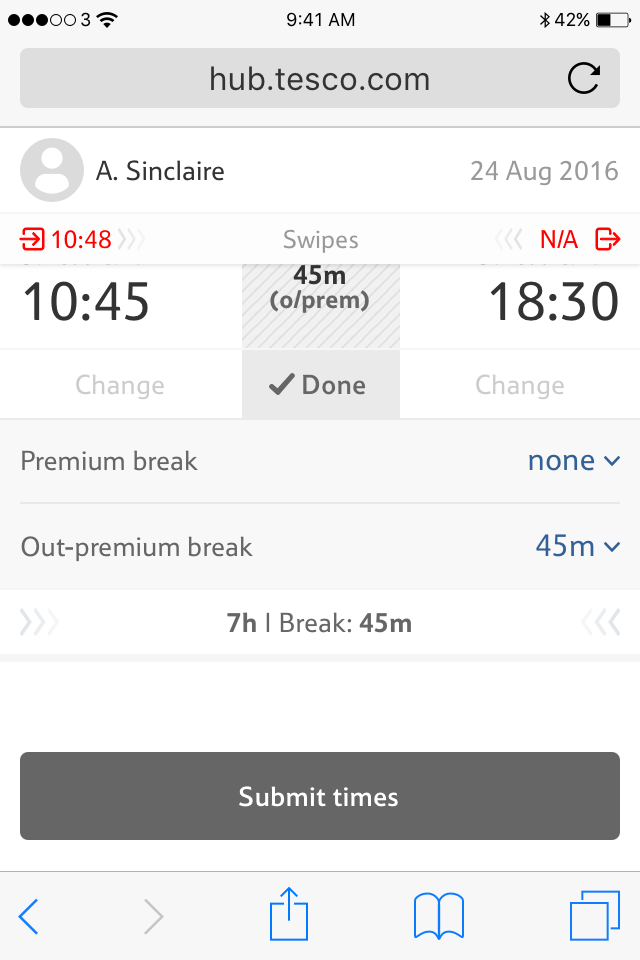 3 9:41 AM 42%
hub.tesco.com
A. Sinclaire 24 Aug 2016
10:48 Swipes N/A
45m
10:45 (o/prem) 18:30
Change Done Change
Premium break none
Out-premium break 45m
7h | Break: 45m
Submit times